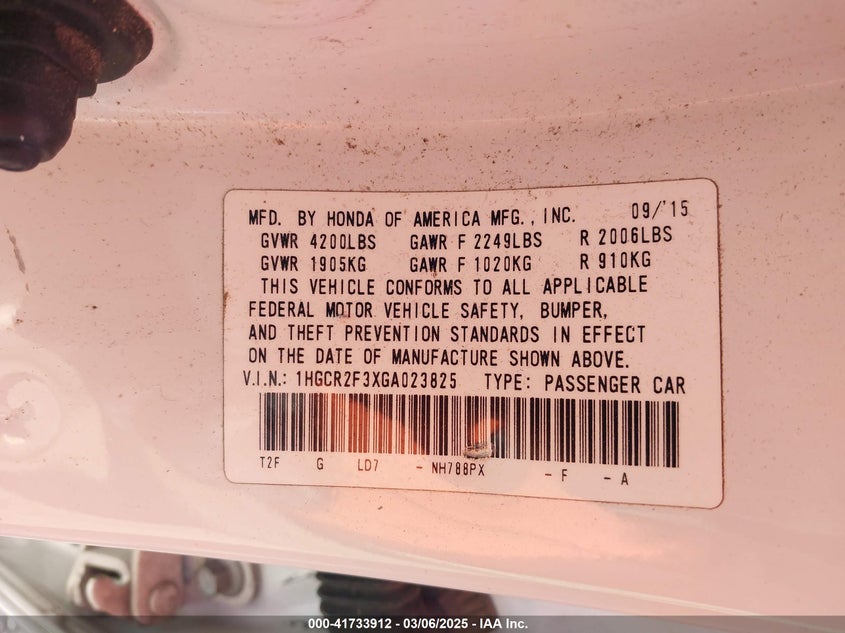 MFD. BY HONDA OF AMERICA MFG., INC. 09/'15
GVWR 4200LBS GAWR F 2249LBS R 2006LBS
GVWR 1905KG GAWR F 1020KG R 910KG
THIS VEHICLE CONFORMS TO ALL APPLICABLE
FEDERAL MOTOR VEHICLE SAFETY, BUMPER,
AND THEFT PREVENTION STANDARDS IN EFFECT
ON THE DATE OF MANUFACTURE SHOWN ABOVE.
V.I.N.: 1HGCR2F3XGA023825 TYPE: PASSENGER CAR
T2F G LD7 - NH788PX - F - A
000-41733912 — 03/06/2025 — IAA Inc.